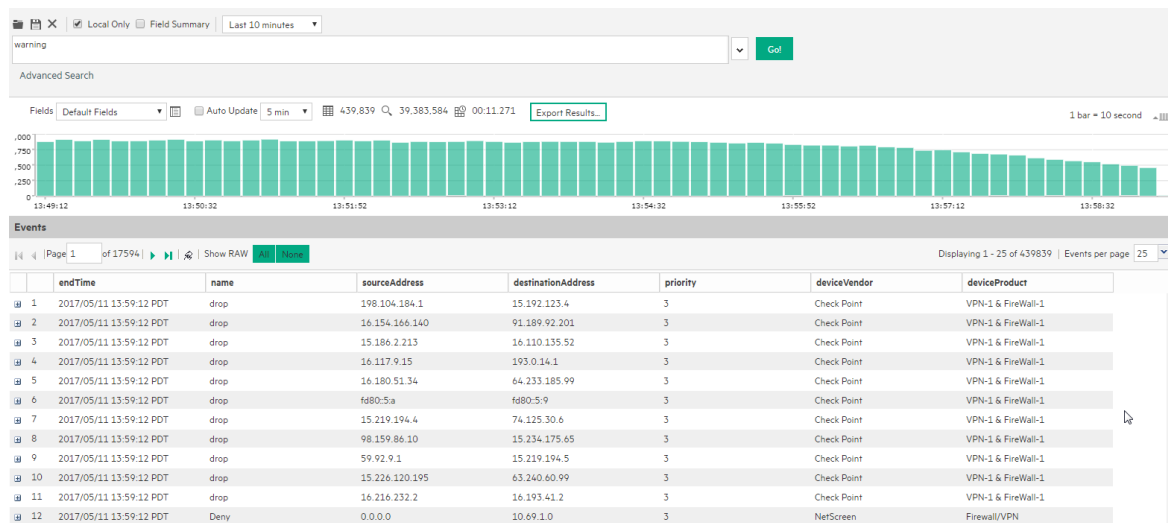 Local Only Field Summary Last 10 minutes
warning
Go!
Advanced Search
Fields Default Fields Auto Update 5 min 439,839 39,383,584 00:11.271 Export Results... 1 bar = 10 second
,000
,750
,500
,250
0
13:49:12 13:50:32 13:51:52 13:53:12 13:54:32 13:55:52 13:57:12 13:58:32
Events
Page 1 of 17594 Show RAW All None Displaying 1 - 25 of 439839 Events per page 25
endTime name sourceAddress destinationAddress priority deviceVendor deviceProduct
1 2017/05/11 13:59:12 PDT drop 198.104.184.1 15.192.123.4 3 Check Point VPN-1 & FireWall-1
2 2017/05/11 13:59:12 PDT drop 16.154.166.140 91.189.92.201 3 Check Point VPN-1 & FireWall-1
3 2017/05/11 13:59:12 PDT drop 15.186.2.213 16.110.135.52 3 Check Point VPN-1 & FireWall-1
4 2017/05/11 13:59:12 PDT drop 16.117.9.15 193.0.14.1 3 Check Point VPN-1 & FireWall-1
5 2017/05/11 13:59:12 PDT drop 16.180.51.34 64.233.185.99 3 Check Point VPN-1 & FireWall-1
6 2017/05/11 13:59:12 PDT drop fd80::5:a fd80::5:9 3 Check Point VPN-1 & FireWall-1
7 2017/05/11 13:59:12 PDT drop 15.219.194.4 74.125.30.6 3 Check Point VPN-1 & FireWall-1
8 2017/05/11 13:59:12 PDT drop 98.159.86.10 15.234.175.65 3 Check Point VPN-1 & FireWall-1
9 2017/05/11 13:59:12 PDT drop 59.92.9.1 15.219.194.5 3 Check Point VPN-1 & FireWall-1
10 2017/05/11 13:59:12 PDT drop 15.226.120.195 63.240.60.99 3 Check Point VPN-1 & FireWall-1
11 2017/05/11 13:59:12 PDT drop 16.216.232.2 16.193.41.2 3 Check Point VPN-1 & FireWall-1
12 2017/05/11 13:59:12 PDT Deny 0.0.0.0 10.69.1.0 3 NetScreen Firewall/VPN